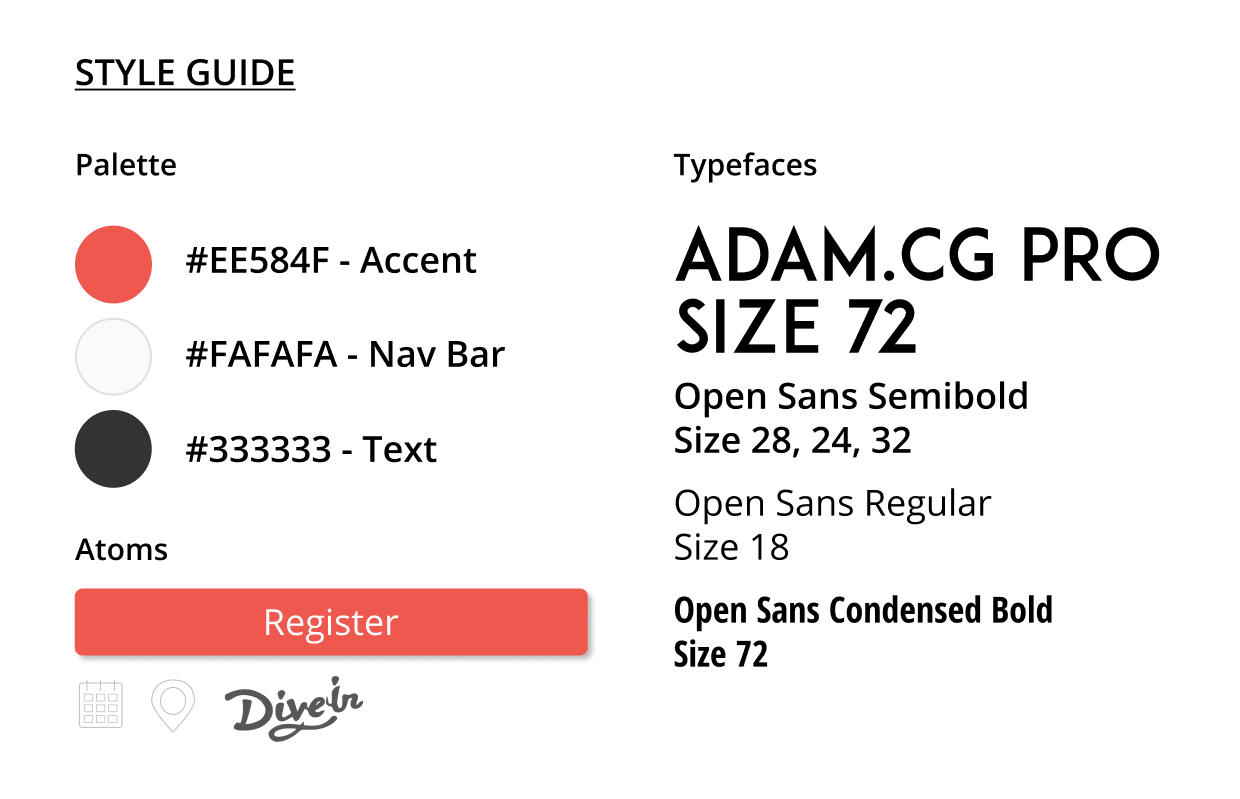 STYLE GUIDE
Palette
#EE584F - Accent
#FAFAFA - Nav Bar
#333333 - Text
Atoms
Register
Divein
Typefaces
ADAM.CG PRO
SIZE 72
Open Sans Semibold
Size 28, 24, 32
Open Sans Regular
Size 18
Open Sans Condensed Bold
Size 72